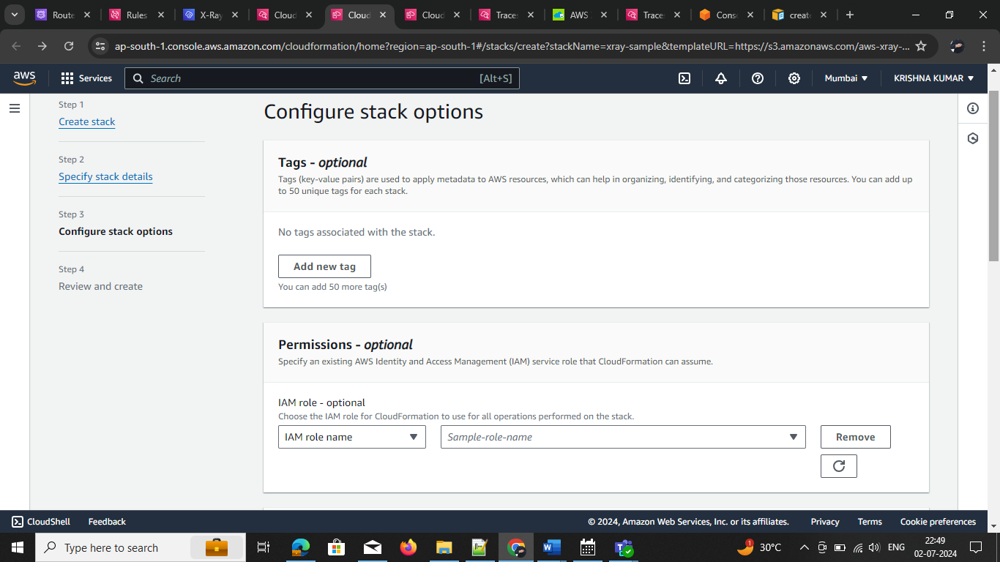 Route
Rules
X-Ray
Cloud
Cloud
Cloud
Traces
AWS
Trace
Cons
create
ap-south-1.console.aws.amazon.com/cloudformation/home?region=ap-south-1#/stacks/create?stackName=xray-sample&templateURL=https://s3.amazonaws.com/aws-xray-...
aws
Services
Search
[Alt+S]
Mumbai
KRISHNA KUMAR
Step 1
Create stack
Step 2
Specify stack details
Step 3
Configure stack options
Step 4
Review and create
Configure stack options
Tags - optional
Tags (key-value pairs) are used to apply metadata to AWS resources, which can help in organizing, identifying, and categorizing those resources. You can add up
to 50 unique tags for each stack.
No tags associated with the stack.
Add new tag
You can add 50 more tag(s)
Permissions - optional
Specify an existing AWS Identity and Access Management (IAM) service role that CloudFormation can assume.
IAM role - optional
Choose the IAM role for CloudFormation to use for all operations performed on the stack.
IAM role name
Sample-role-name
Remove
CloudShell
Feedback
© 2024, Amazon Web Services, Inc. or its affiliates.
Privacy
Terms
Cookie preferences
Type here to search
1
30°C
ENG
22:49
02-07-2024